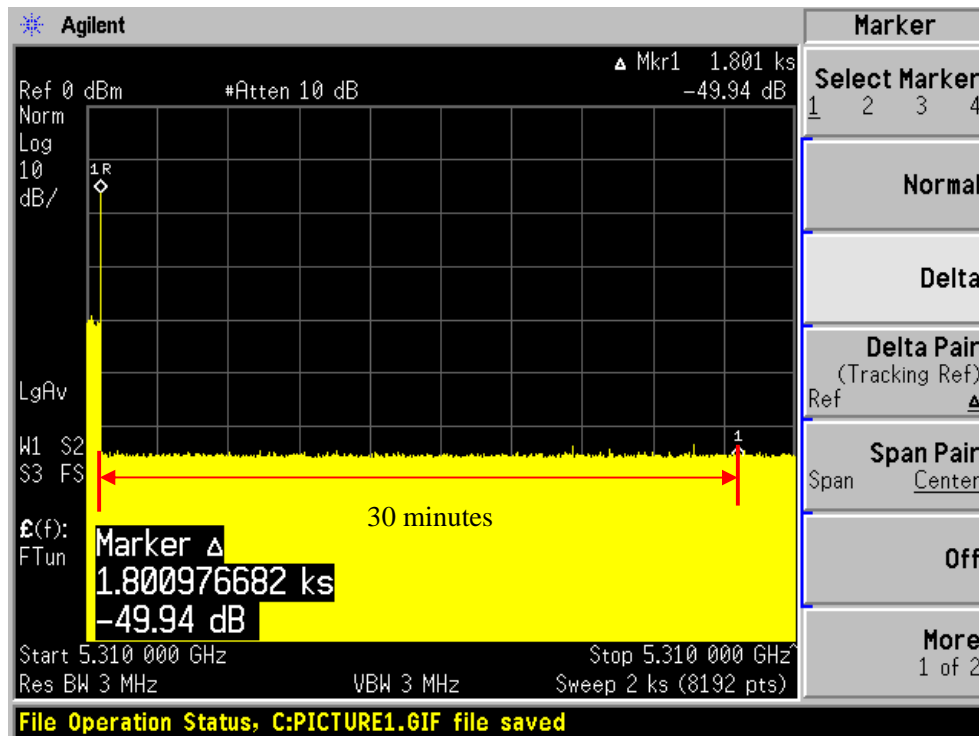 Agilent
Marker
Δ Mkr1 1.801 ks
Ref 0 dBm #Atten 10 dB -49.94 dB
Norm
Log
10
dB/
1R
LgAv
W1 S2
S3 FS
£(f):
FTun
1
30 minutes
Marker Δ
1.800976682 ks
-49.94 dB
Start 5.310 000 GHz Stop 5.310 000 GHz^
Res BW 3 MHz VBW 3 MHz Sweep 2 ks (8192 pts)
File Operation Status, C:PICTURE1.GIF file saved
Select Marker
1 2 3 4
Normal
Delta
Delta Pair
(Tracking Ref)
Ref Δ
Span Pair
Span Center
Off
More
1 of 2